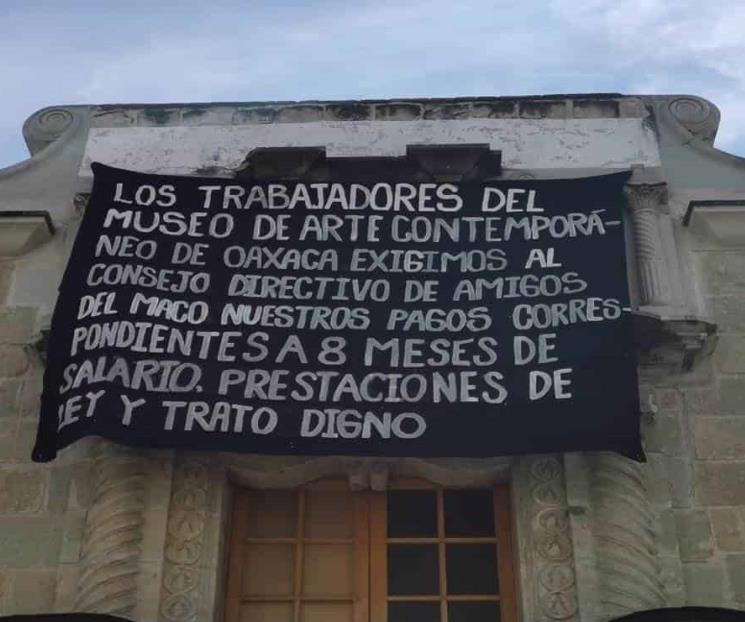 LOS TRABAJADORES DEL
MUSEO DE ARTE CONTEMPORÁ-
NEO DE OAXACA EXIGIMOS AL
CONSEJO DIRECTIVO DE AMIGOS
DEL MACO NUESTROS PAGOS CORRES-
PONDIENTES A 8 MESES DE
SALARIO, PRESTACIONES DE
LEY Y TRATO DIGNO